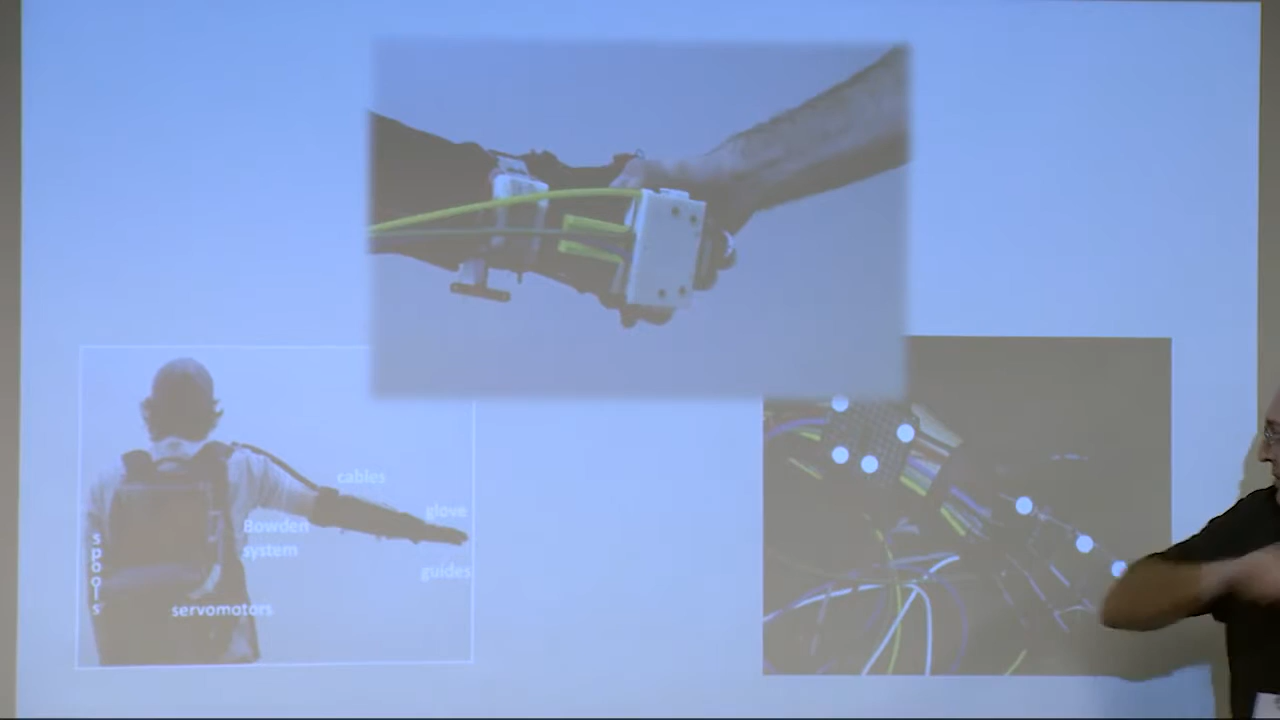 cables
glove
Bowden
system
guides
spools
servomotors